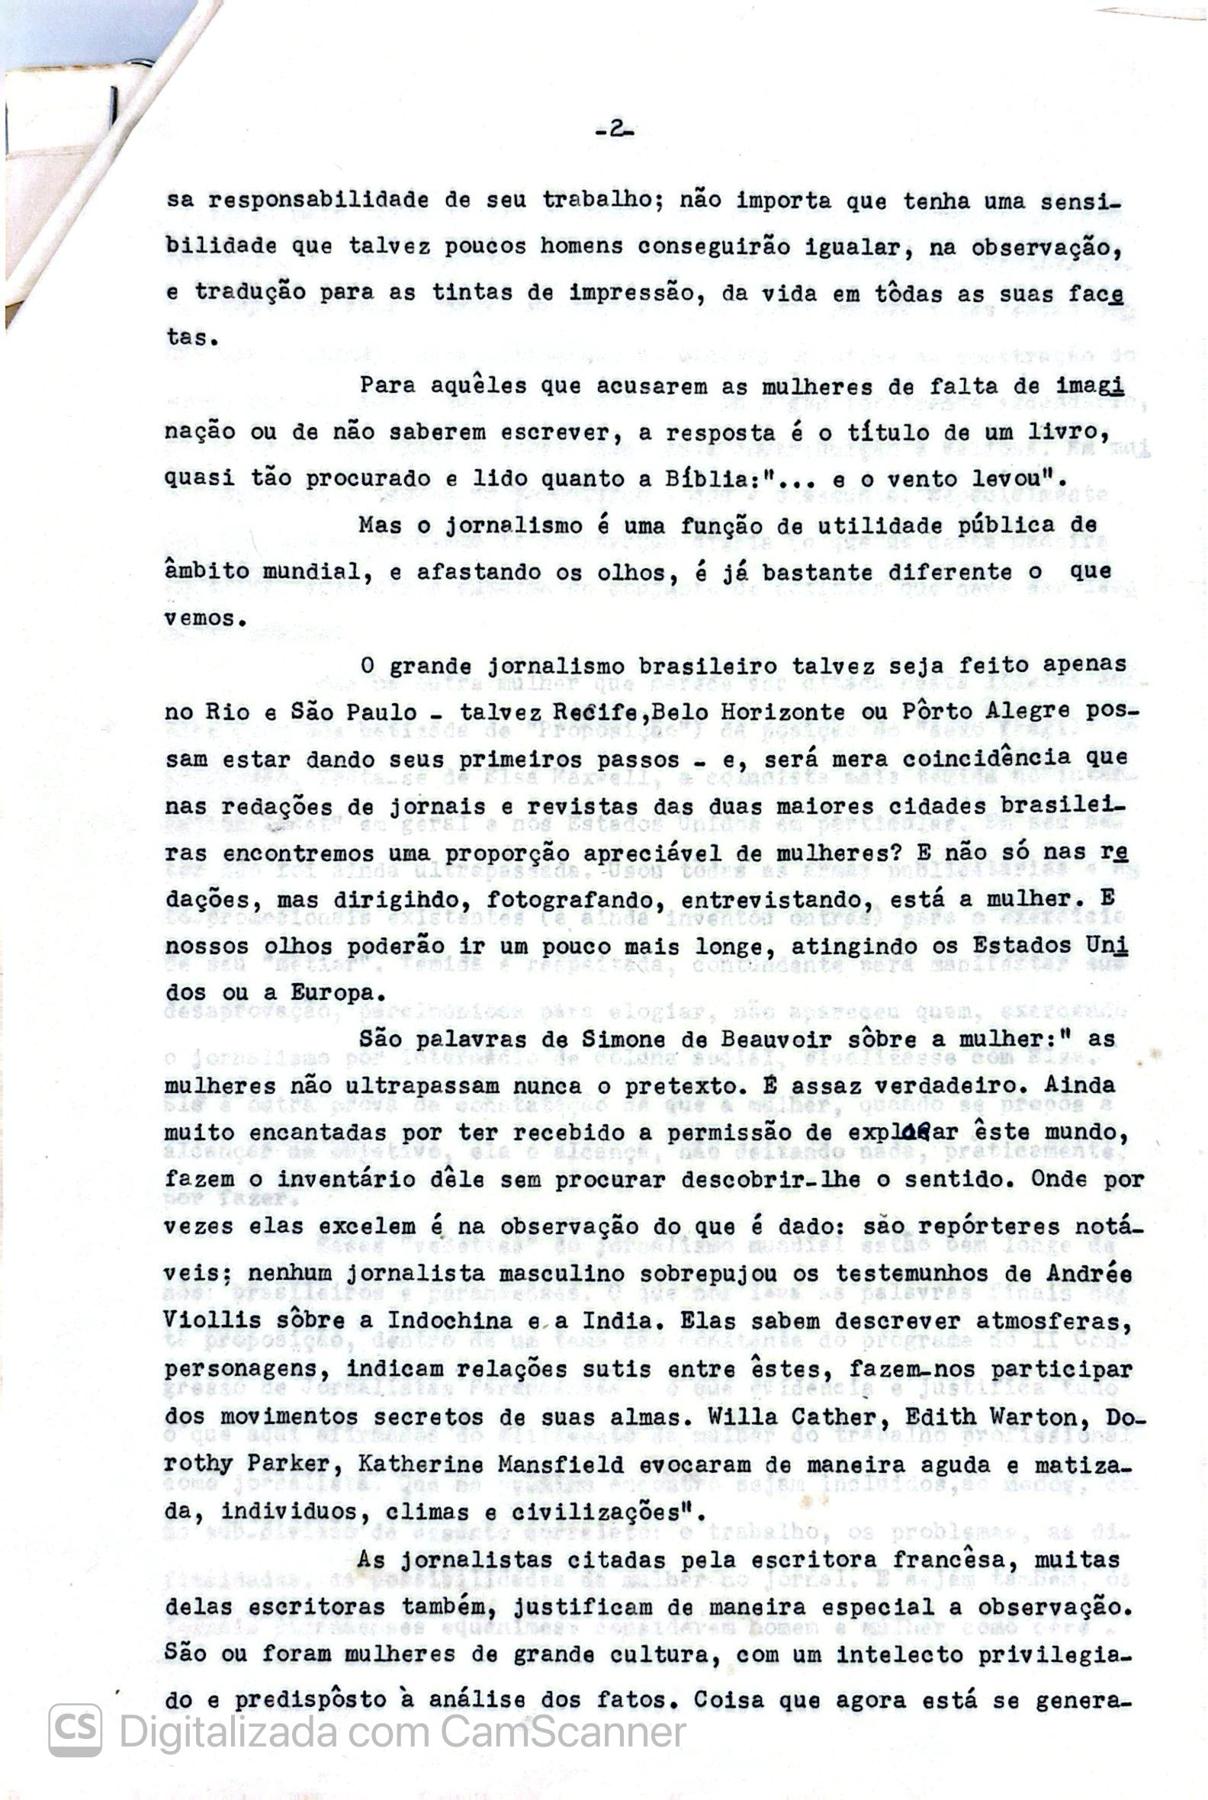 -2-
sa responsabilidade de seu trabalho; não importa que tenha uma sensi-
bilidade que talvez poucos homens conseguirão igualar, na observação,
e tradução para as tintas de impressão, da vida em tôdas as suas face
tas.
Para aquêles que acusarem as mulheres de falta de imagi
nação ou de não saberem escrever, a resposta é o título de um livro,
quasi tão procurado e lido quanto a Bíblia:"... e o vento levou".
Mas o jornalismo é uma função de utilidade pública de
âmbito mundial, e afastando os olhos, é já bastante diferente o que
vemos.
O grande jornalismo brasileiro talvez seja feito apenas
no Rio e São Paulo - talvez Recife,Belo Horizonte ou Pôrto Alegre pos-
sam estar dando seus primeiros passos - e, será mera coincidência que
nas redações de jornais e revistas das duas maiores cidades brasilei-
ras encontremos uma proporção apreciável de mulheres? E não só nas re
dações, mas dirigihdo, fotografando, entrevistando, está a mulher. E
nossos olhos poderão ir um pouco mais longe, atingindo os Estados Uni
dos ou a Europa.
São palavras de Simone de Beauvoir sôbre a mulher:" as
mulheres não ultrapassam nunca o pretexto. É assaz verdadeiro. Ainda
muito encantadas por ter recebido a permissão de explorar êste mundo,
fazem o inventário dêle sem procurar descobrir-lhe o sentido. Onde por
vezes elas excelem é na observação do que é dado: são repórteres notá-
veis; nenhum jornalista masculino sobrepujou os testemunhos de Andrée
Viollis sôbre a Indochina e a India. Elas sabem descrever atmosferas,
personagens, indicam relações sutis entre êstes, fazem-nos participar
dos movimentos secretos de suas almas. Willa Cather, Edith Warton, Do-
rothy Parker, Katherine Mansfield evocaram de maneira aguda e matiza-
da, individuos, climas e civilizações".
As jornalistas citadas pela escritora francêsa, muitas
delas escritoras também, justificam de maneira especial a observação.
São ou foram mulheres de grande cultura, com um intelecto privilegia-
do e predispôsto à análise dos fatos. Coisa que agora está se genera-
CS Digitalizada com CamScanner